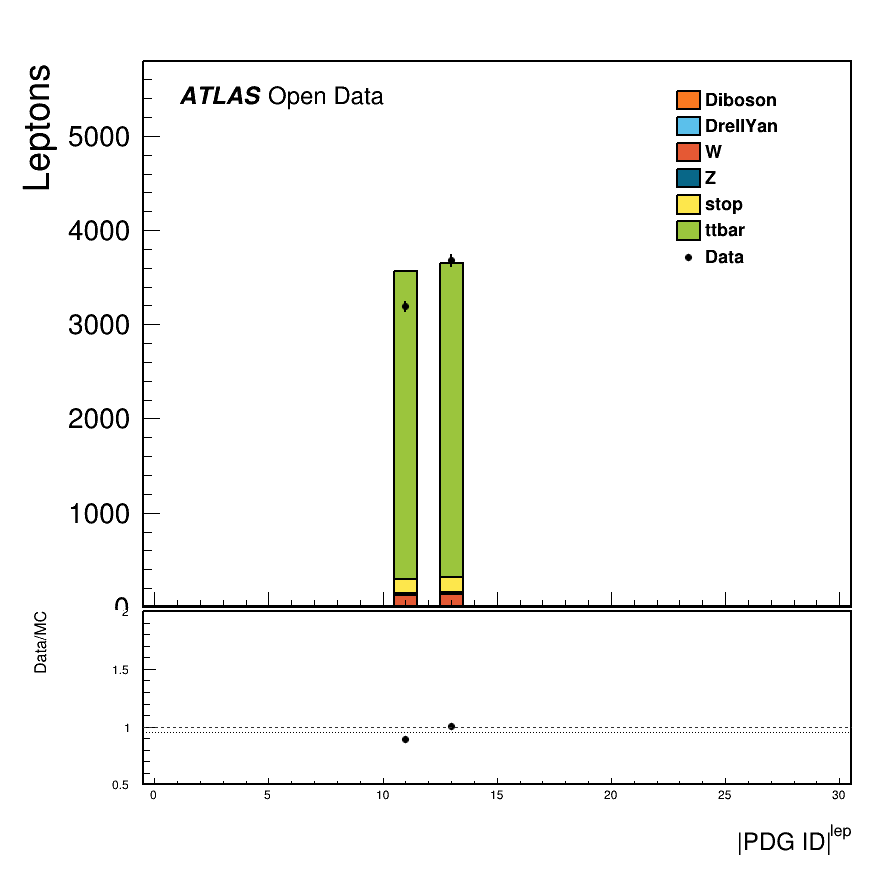 Leptons
ATLAS Open Data
Diboson
DrellYan
W
Z
stop
ttbar
Data
5000
4000
3000
2000
1000
0
Data/MC
2
1.5
1
0.5
0 5 10 15 20 25 30
|PDG ID|lep